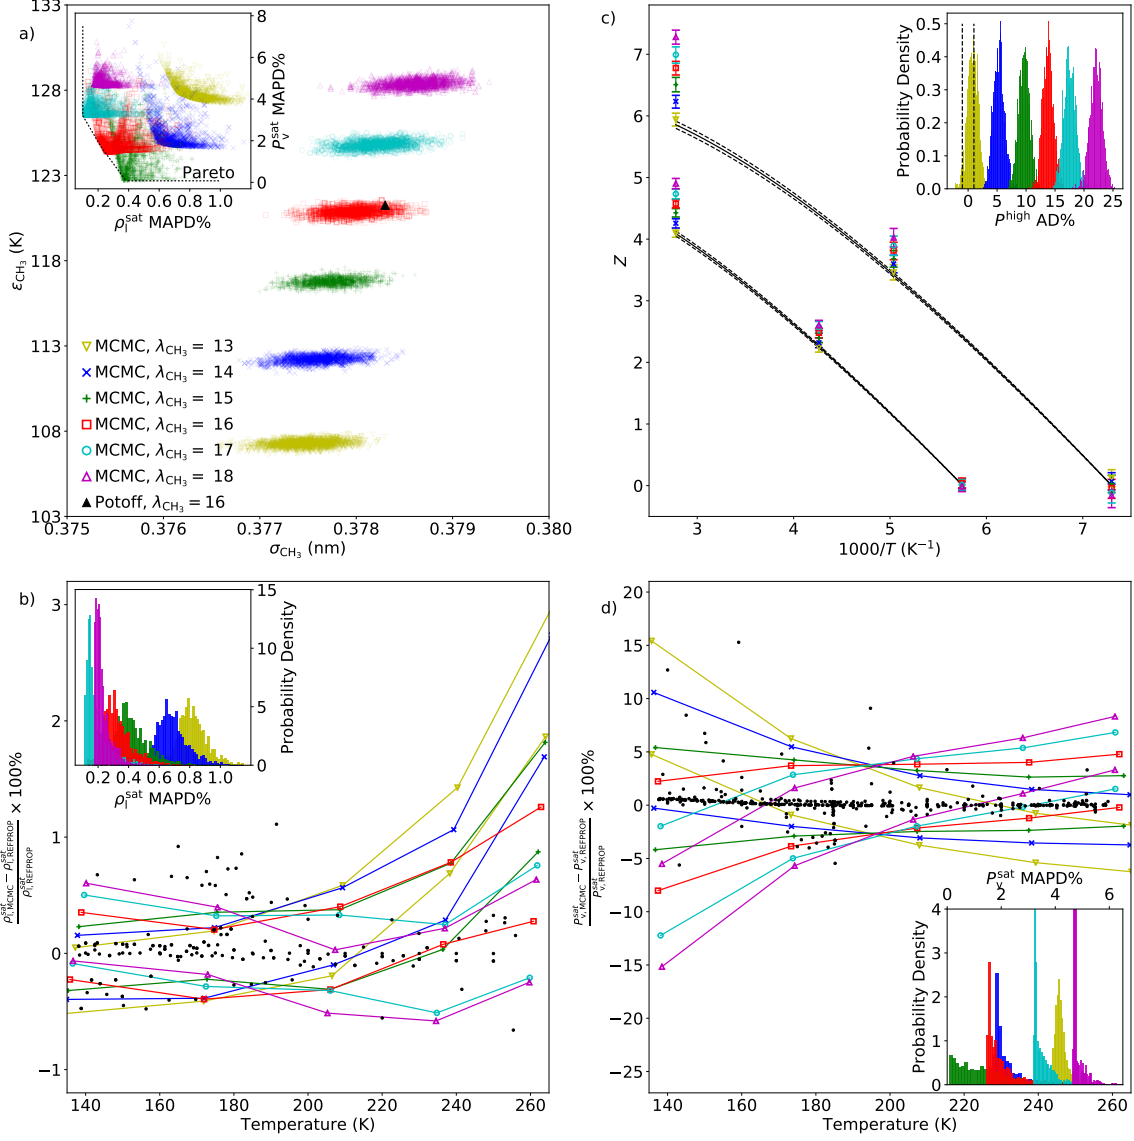 a)
133
128
123
118
113
108
103
ε_CH₃ (K)
0.375
0.376
0.377
0.378
0.379
0.380
σ_CH₃ (nm)
MCMC, λ_CH₃ = 13
MCMC, λ_CH₃ = 14
MCMC, λ_CH₃ = 15
MCMC, λ_CH₃ = 16
MCMC, λ_CH₃ = 17
MCMC, λ_CH₃ = 18
Potoff, λ_CH₃ = 16
Pareto
8
6
4
2
0
P_v^sat MAPD%
0.2 0.4 0.6 0.8 1.0
ρ_l^sat MAPD%
c)
7
6
5
4
3
2
1
0
Z
3 4 5 6 7
1000/T (K⁻¹)
0.5
0.4
0.3
0.2
0.1
0.0
Probability Density
0 5 10 15 20 25
P^high AD%
b)
3
2
1
0
−1
(ρ_l,MCMC^sat − ρ_l,REFPROP^sat) / ρ_l,REFPROP^sat × 100%
140 160 180 200 220 240 260
Temperature (K)
15
10
5
0
Probability Density
0.2 0.4 0.6 0.8 1.0
ρ_l^sat MAPD%
d)
20
15
10
5
0
−5
−10
−15
−20
−25
(P_v,MCMC^sat − P_v,REFPROP^sat) / P_v,REFPROP^sat × 100%
140 160 180 200 220 240 260
Temperature (K)
P_v^sat MAPD%
0 2 4 6
4
3
2
1
0
Probability Density